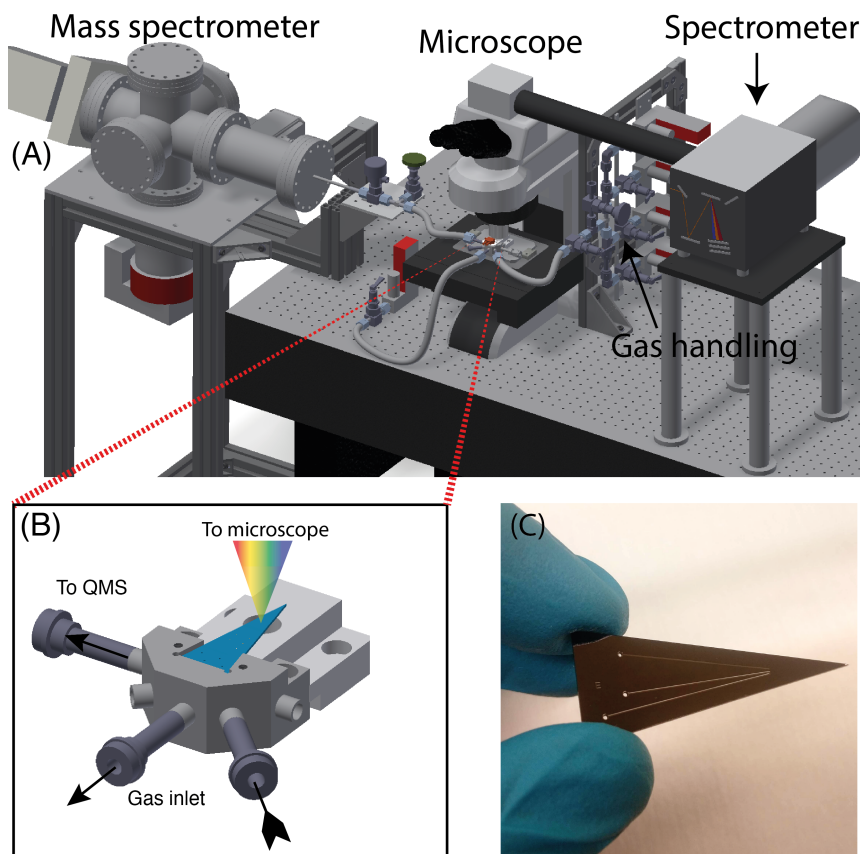 Mass spectrometer
Microscope
Spectrometer
(A)
Gas handling
(B)
To microscope
To QMS
Gas inlet
(C)